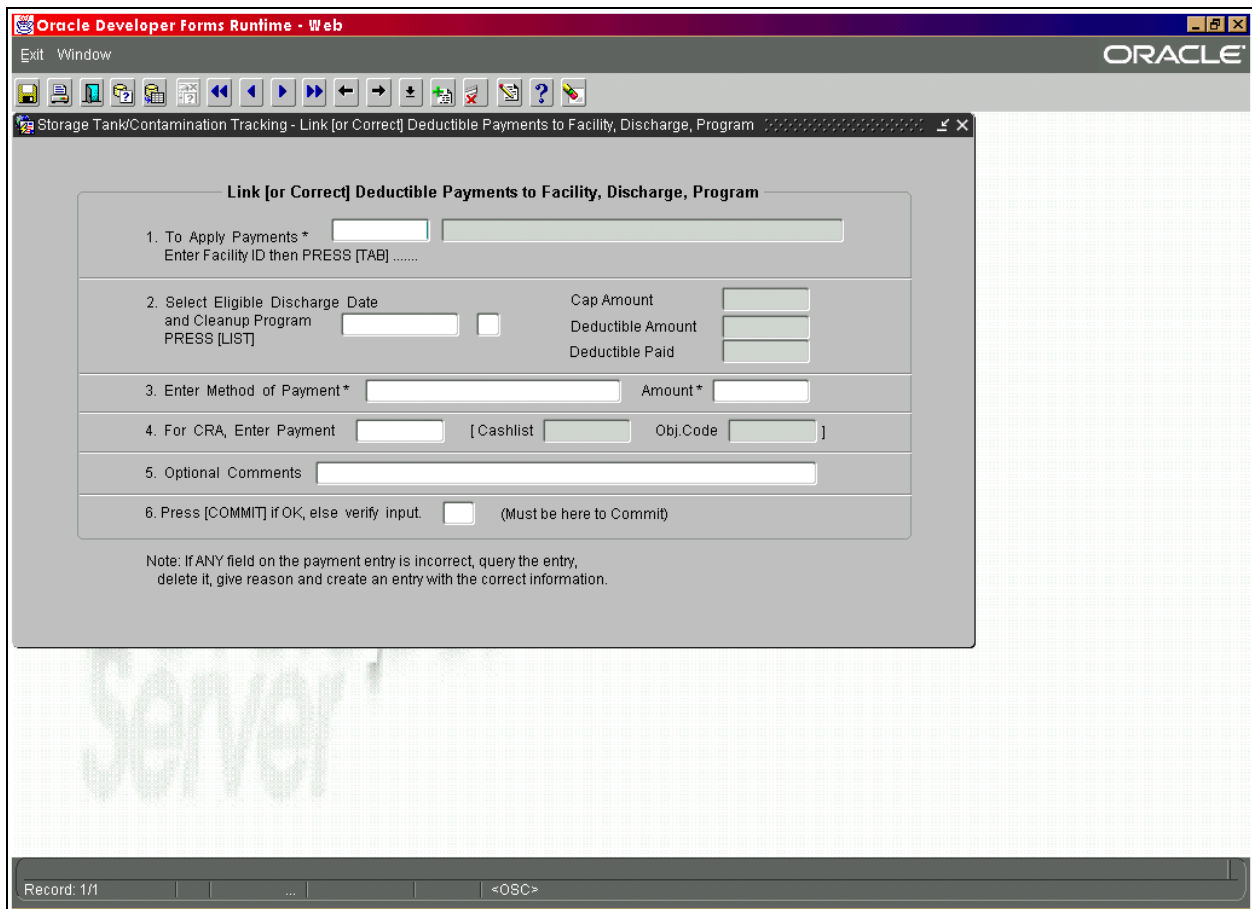 Oracle Developer Forms Runtime - Web
Exit Window
ORACLE
Storage Tank/Contamination Tracking - Link [or Correct] Deductible Payments to Facility, Discharge, Program
Link [or Correct] Deductible Payments to Facility, Discharge, Program
1. To Apply Payments *
Enter Facility ID then PRESS [TAB] .......
2. Select Eligible Discharge Date
and Cleanup Program
PRESS [LIST]
Cap Amount
Deductible Amount
Deductible Paid
3. Enter Method of Payment * Amount *
4. For CRA, Enter Payment [ Cashlist Obj.Code ]
5. Optional Comments
6. Press [COMMIT] if OK, else verify input. (Must be here to Commit)
Note: If ANY field on the payment entry is incorrect, query the entry,
delete it, give reason and create an entry with the correct information.
Server
Record: 1/1 ... <OSC>